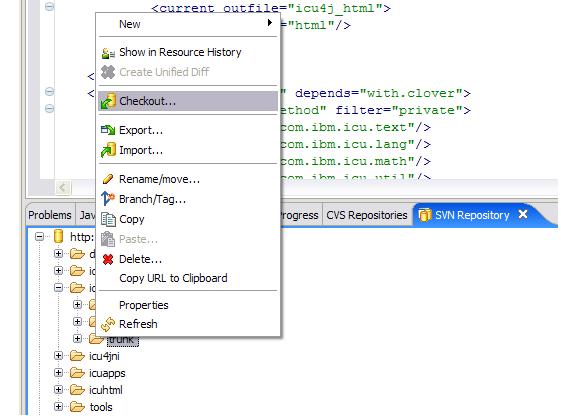 <current outfile="icu4j_html">
New
="html"/>
Show in Resource History
Create Unified Diff
<
< " depends="with.clover">
Checkout...
ethod" filter="private">
Export...
com.ibm.icu.text"/>
Import...
com.ibm.icu.lang"/>
com.ibm.icu.math"/>
Rename/move...
com.ibm.icu.util"/>
Branch/Tag...
Problems Jav rogress CVS Repositories SVN Repository
Copy
http:
Paste...
d
Delete...
ic
Copy URL to Clipboard
ic
Properties
Refresh
trunk
icu4jni
icuapps
icuhtml
tools